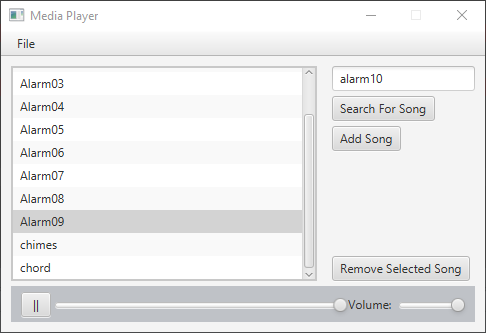 Media Player
File
Alarm03
Alarm04
Alarm05
Alarm06
Alarm07
Alarm08
Alarm09
chimes
chord
alarm10
Search For Song
Add Song
Remove Selected Song
||
Volume: